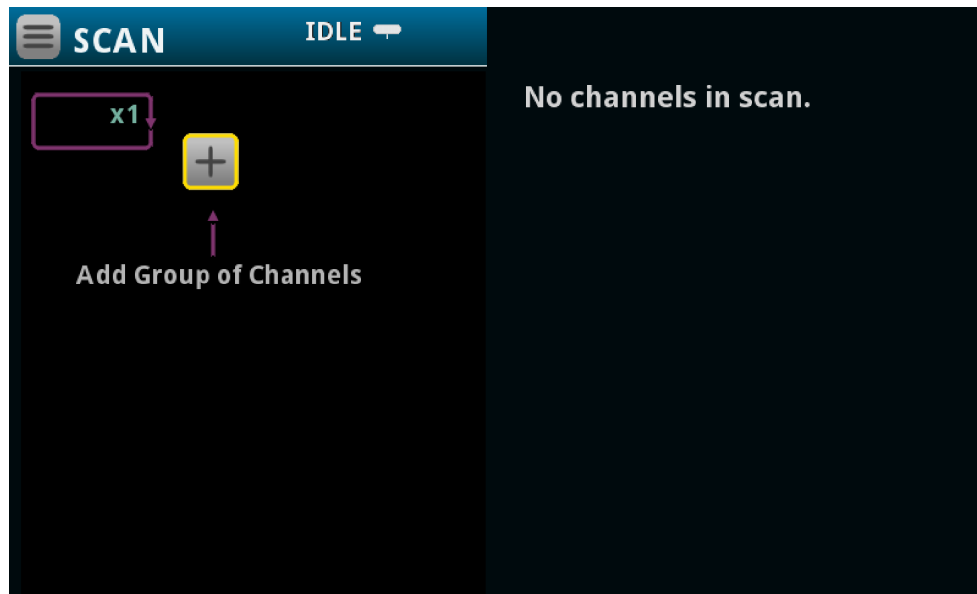 SCAN
IDLE
x1
Add Group of Channels
No channels in scan.